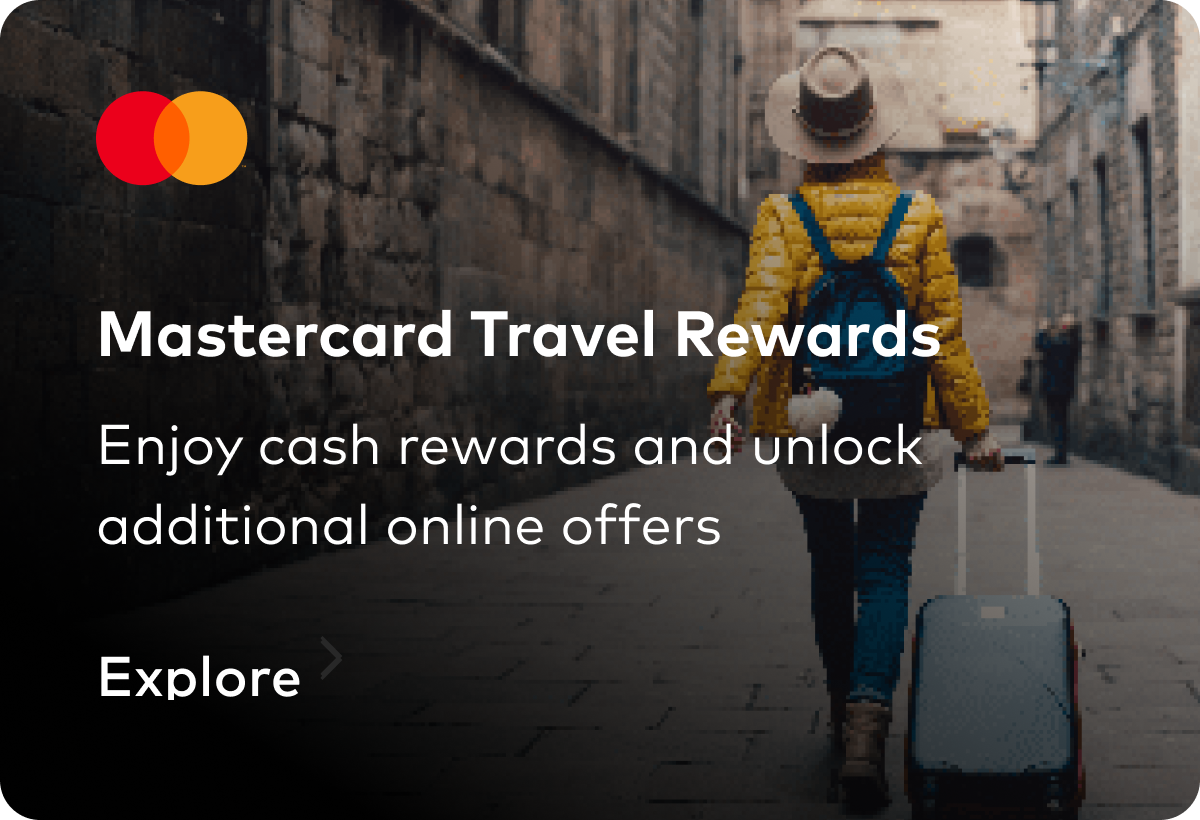 Mastercard Travel Rewards
Enjoy cash rewards and unlock
additional online offers
Explore